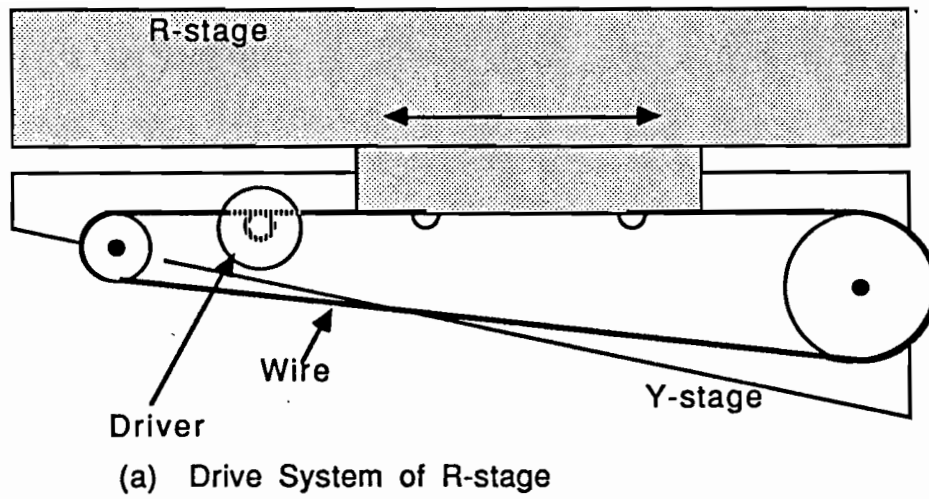 R-stage
Wire
Y-stage
Driver
(a) Drive System of R-stage